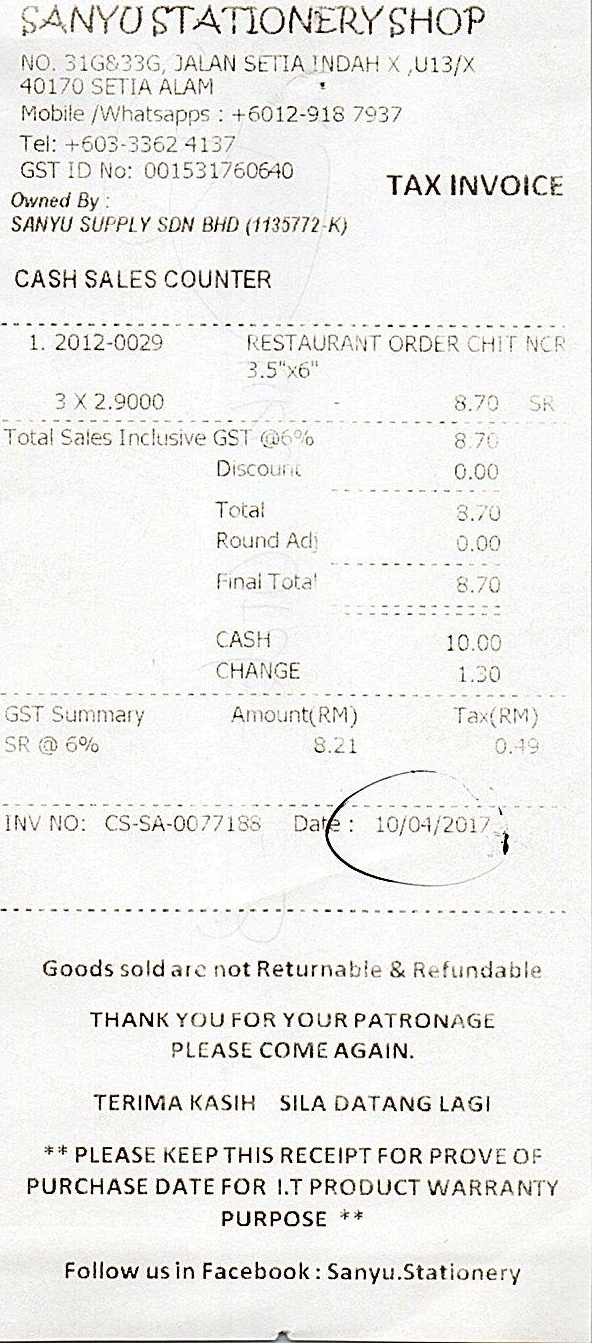 SANYU STATIONERY SHOP
NO. 31G&33G, JALAN SETIA INDAH X ,U13/X
40170 SETIA ALAM
Mobile /Whatsapps : +6012-918 7937
Tel: +603-3362 4137
GST ID No: 001531760640
TAX INVOICE
Owned By :
SANYU SUPPLY SDN BHD (1135772-K)
CASH SALES COUNTER
1. 2012-0029 RESTAURANT ORDER CHIT NCR
3.5"x6"
3 X 2.9000 - 8.70 SR
Total Sales Inclusive GST @6% 8.70
Discount 0.00
Total 8.70
Round Adj 0.00
Final Total 8.70
CASH 10.00
CHANGE 1.30
GST Summary Amount(RM) Tax(RM)
SR @ 6% 8.21 0.49
INV NO: CS-SA-0077188 Date : 10/04/2017
Goods sold are not Returnable & Refundable
THANK YOU FOR YOUR PATRONAGE
PLEASE COME AGAIN.
TERIMA KASIH SILA DATANG LAGI
** PLEASE KEEP THIS RECEIPT FOR PROVE OF
PURCHASE DATE FOR I.T PRODUCT WARRANTY
PURPOSE **
Follow us in Facebook : Sanyu.Stationery